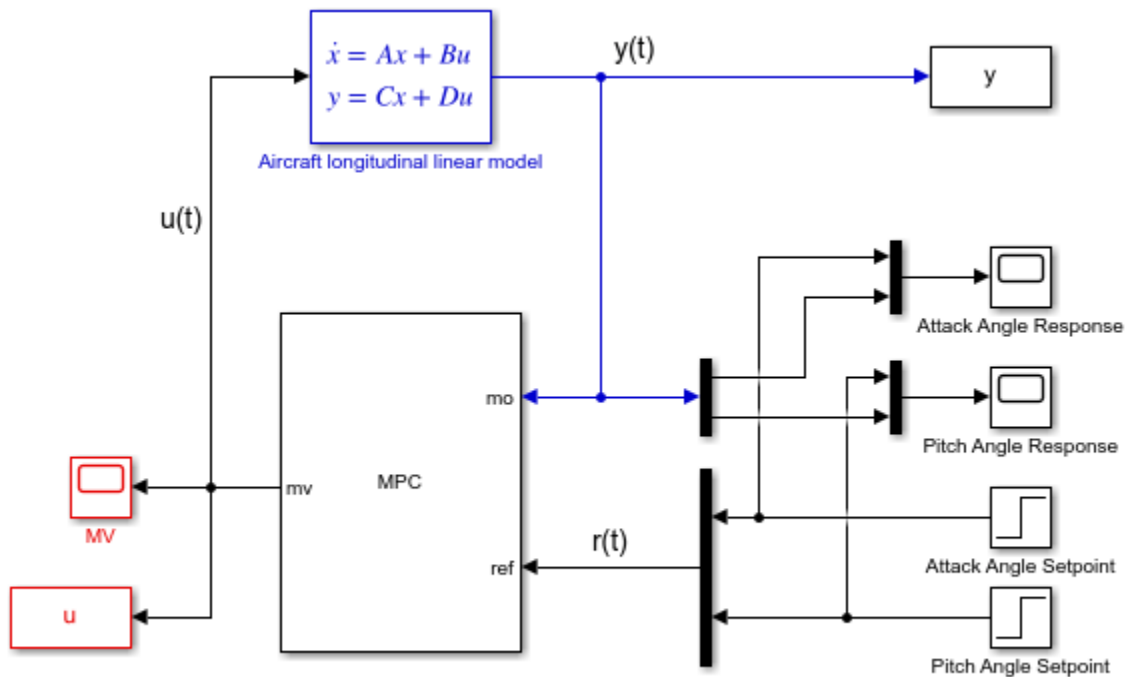 ẋ = Ax + Bu
y = Cx + Du
Aircraft longitudinal linear model
y(t)
y
u(t)
Attack Angle Response
mo
Pitch Angle Response
MPC
mv
MV
r(t)
ref
Attack Angle Setpoint
u
Pitch Angle Setpoint